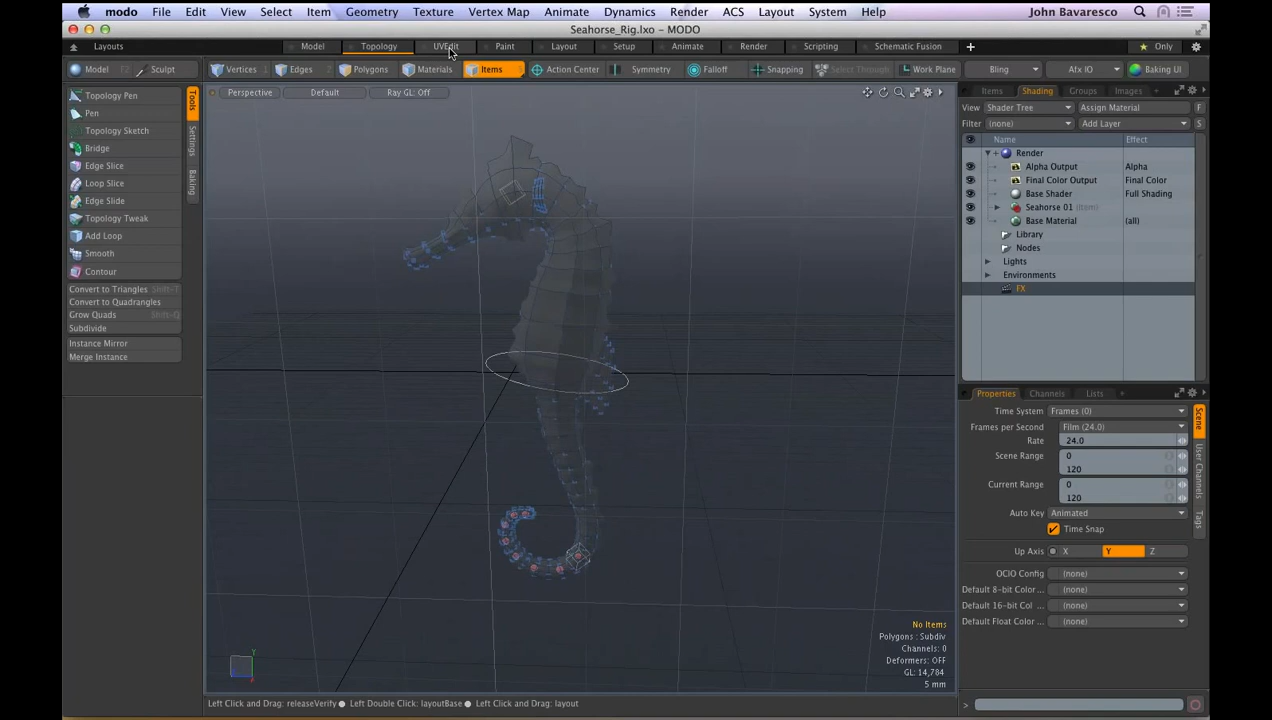 modo File Edit View Select Item Geometry Texture Vertex Map Animate Dynamics Render ACS Layout System Help John Bavaresco
Seahorse_Rig.lxo - MODO
Layouts Model Topology UVEdit Paint Layout Setup Animate Render Scripting Schematic Fusion Only
Model F2 Sculpt Vertices 1 Edges 2 Polygons 3 Materials 4 Items 5 Action Center Symmetry Falloff Snapping Select Through Work Plane Bling Afx IO Baking UI
Perspective Default Ray GL: Off
Items Shading Groups Images
View Shader Tree Assign Material F
Filter (none) Add Layer S
Name Effect
Render
Alpha Output Alpha
Final Color Output Final Color
Base Shader Full Shading
Seahorse 01 (Item)
Base Material (all)
Library
Nodes
Lights
Environments
FX
Topology Pen
Pen
Topology Sketch
Bridge
Edge Slice
Loop Slice
Edge Slide
Topology Tweak
Add Loop
Smooth
Contour
Convert to Triangles Shift-T
Convert to Quadrangles
Grow Quads Shift-Q
Subdivide
Instance Mirror
Merge Instance
Tools
Settings
Baking
Properties Channels Lists
Time System Frames (0)
Frames per Second Film (24.0)
Rate 24.0
Scene Range 0
120
Current Range 0
120
Auto Key Animated
Time Snap
Up Axis X Y Z
OCIO Config (none)
Default 8-bit Color ... (none)
Default 16-bit Col ... (none)
Default Float Color ... (none)
Scene
User Channels
Tags
No Items
Polygons : Subdiv
Channels: 0
Deformers: OFF
GL: 14,784
5 mm
Y
Left Click and Drag: releaseVerify ● Left Double Click: layoutBase ● Left Click and Drag: layout
>